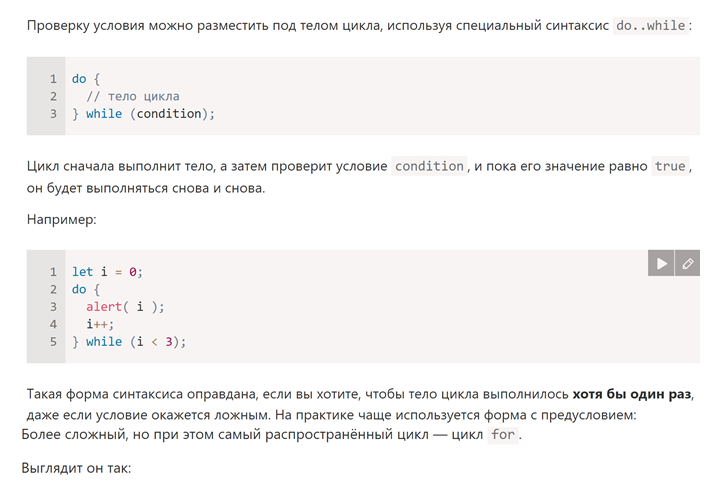 Проверку условия можно разместить под телом цикла, используя специальный синтаксис do..while:
1 do {
2   // тело цикла
3 } while (condition);
Цикл сначала выполнит тело, а затем проверит условие condition, и пока его значение равно true,
он будет выполняться снова и снова.
Например:
1 let i = 0;
2 do {
3   alert( i );
4   i++;
5 } while (i < 3);
Такая форма синтаксиса оправдана, если вы хотите, чтобы тело цикла выполнилось хотя бы один раз,
даже если условие окажется ложным. На практике чаще используется форма с предусловием:
Более сложный, но при этом самый распространённый цикл — цикл for.
Выглядит он так: